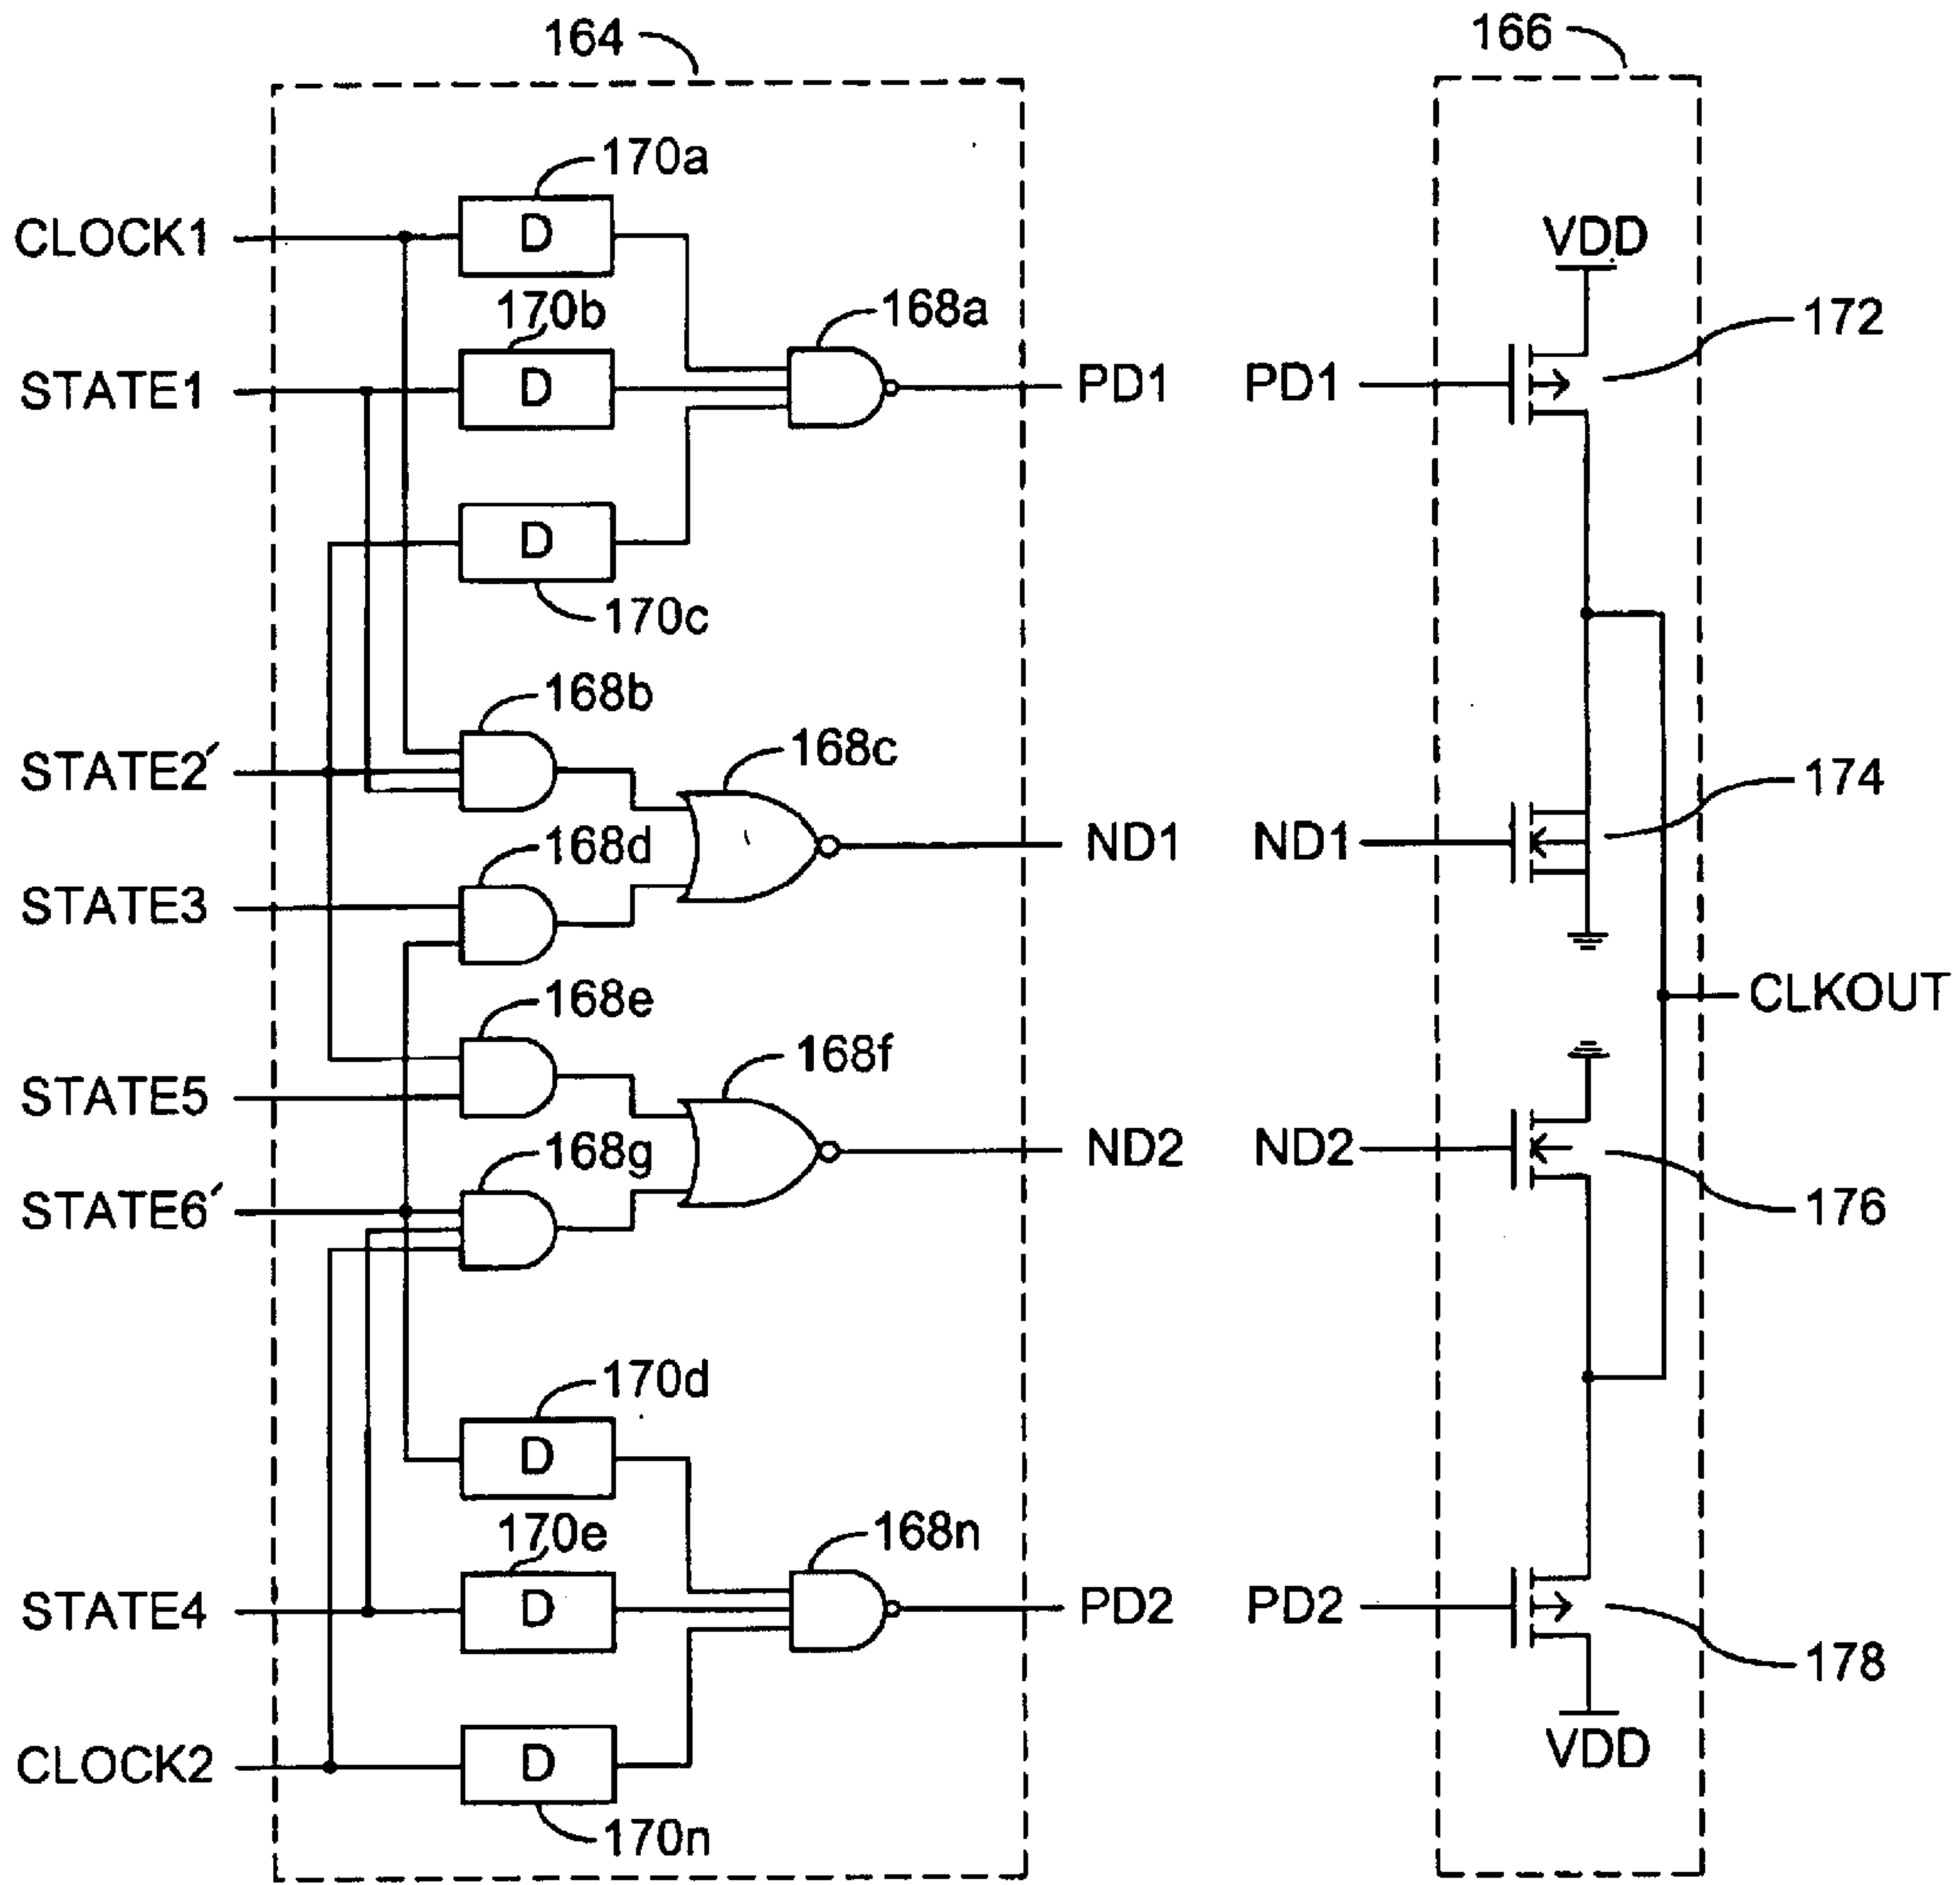 164
166
170a
CLOCK1
D
VDD
170b
168a
172
STATE1
D
PD1
PD1
D
170c
168b
STATE2′
168c
174
168d
ND1
ND1
STATE3
168e
CLKOUT
168f
STATE5
168g
ND2
ND2
STATE6′
176
170d
D
170e
168n
STATE4
D
PD2
PD2
178
CLOCK2
D
VDD
170n